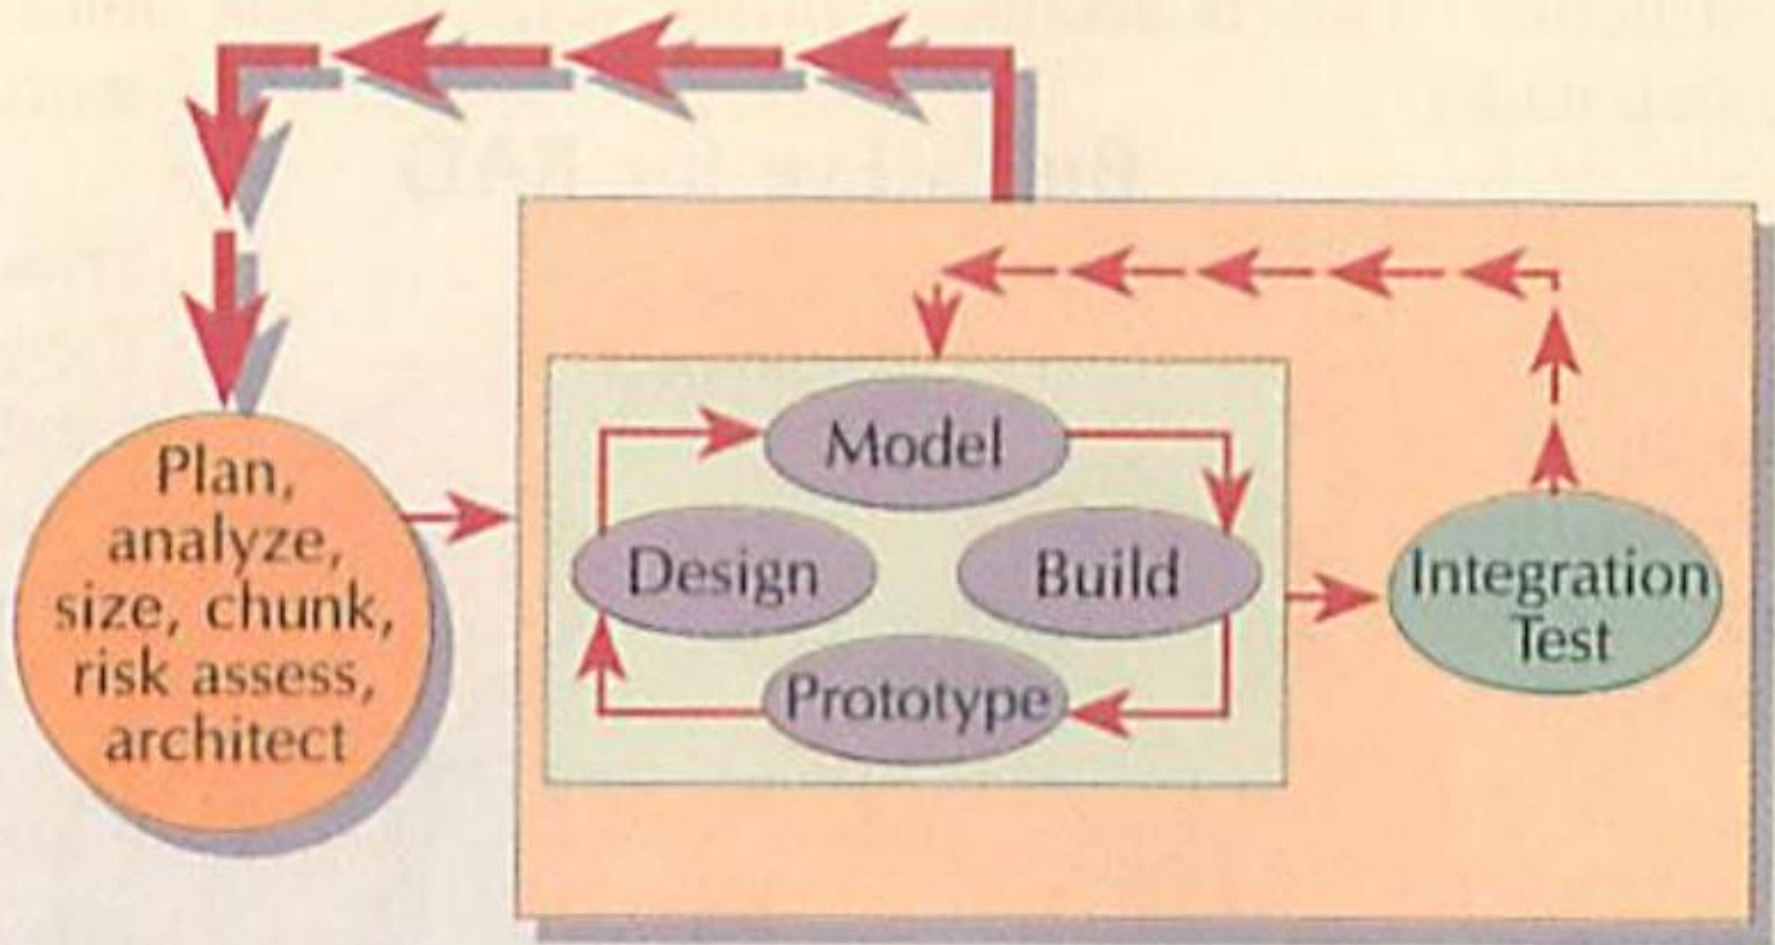 Plan,
analyze,
size, chunk,
risk assess,
architect
Model
Design
Build
Prototype
Integration
Test